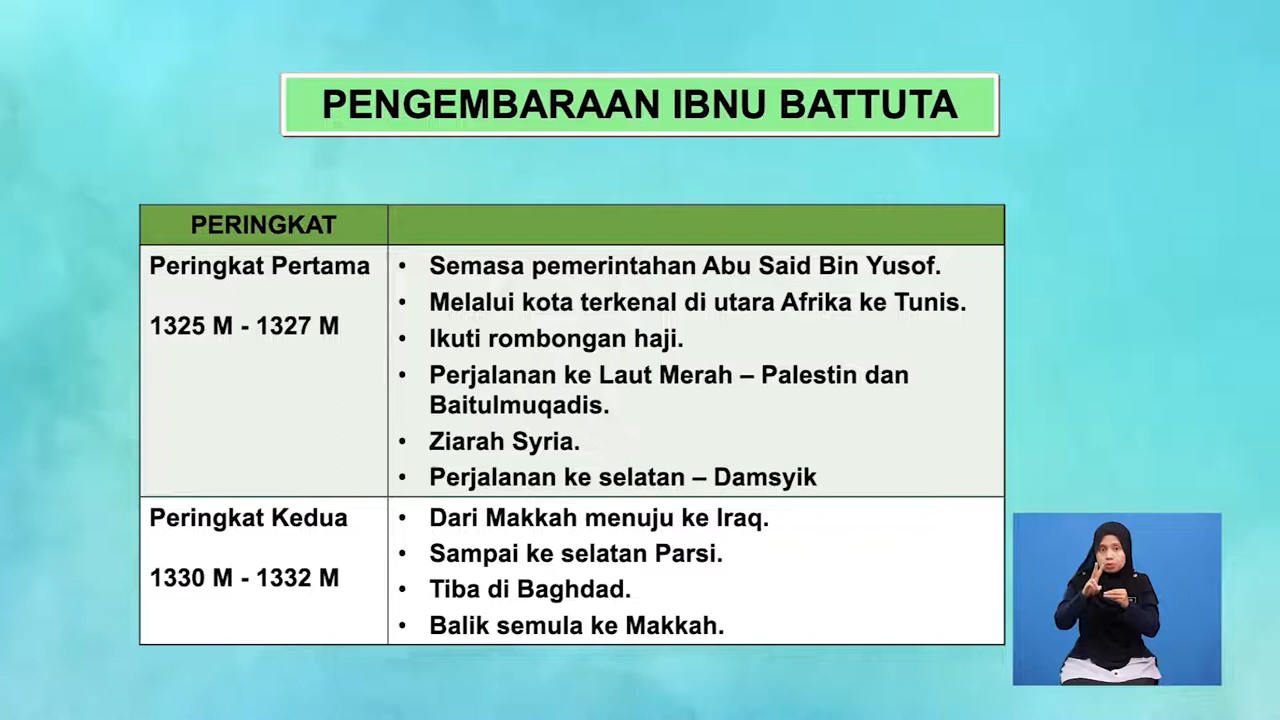 PENGEMBARAAN IBNU BATTUTA
PERINGKAT
Peringkat Pertama
1325 M - 1327 M
• Semasa pemerintahan Abu Said Bin Yusof.
• Melalui kota terkenal di utara Afrika ke Tunis.
• Ikuti rombongan haji.
• Perjalanan ke Laut Merah – Palestin dan
Baitulmuqadis.
• Ziarah Syria.
• Perjalanan ke selatan – Damsyik
Peringkat Kedua
1330 M - 1332 M
• Dari Makkah menuju ke Iraq.
• Sampai ke selatan Parsi.
• Tiba di Baghdad.
• Balik semula ke Makkah.